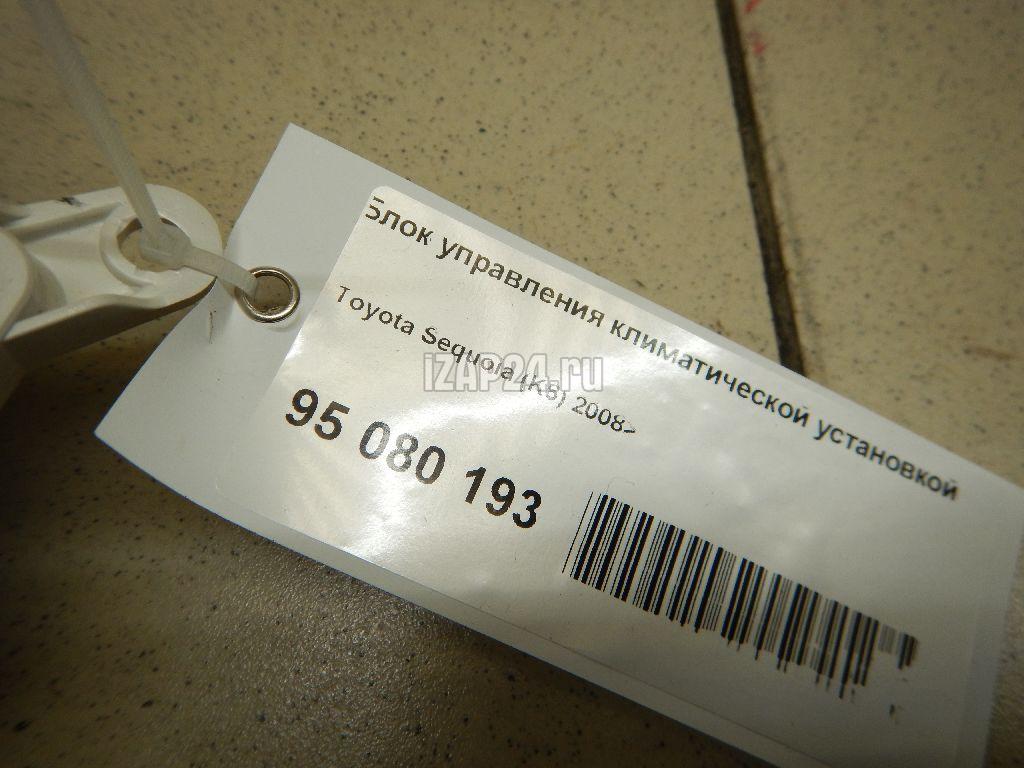 Блок управления климатической установкой
Toyota Sequoia (K6) 2008>
iZAP24.ru
95 080 193